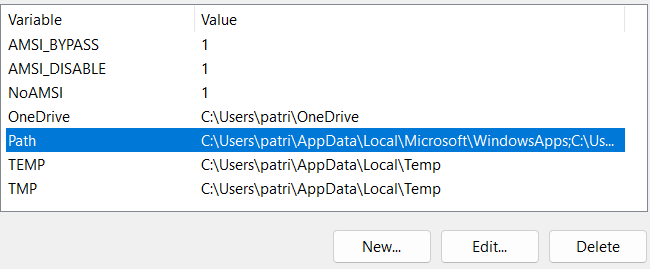 Variable Value
AMSI_BYPASS 1
AMSI_DISABLE 1
NoAMSI 1
OneDrive C:\Users\patri\OneDrive
Path C:\Users\patri\AppData\Local\Microsoft\WindowsApps;C:\Us...
TEMP C:\Users\patri\AppData\Local\Temp
TMP C:\Users\patri\AppData\Local\Temp
New... Edit... Delete